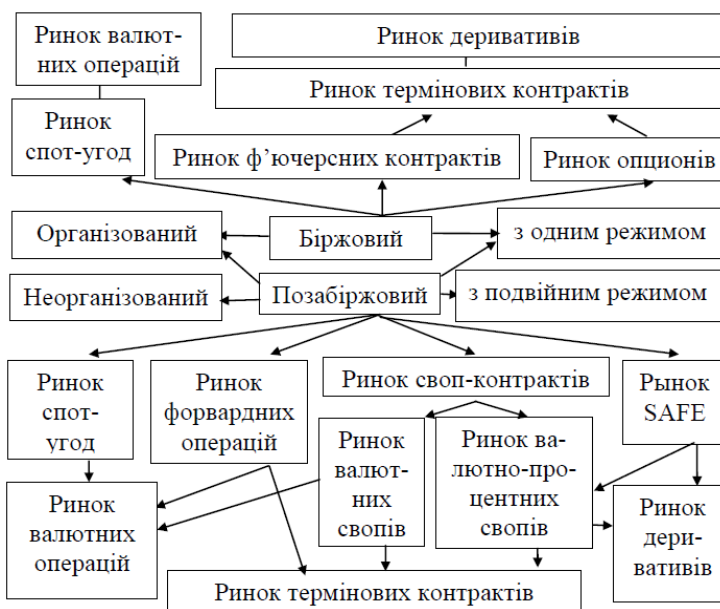 Ринок валют-
них операцій
Ринок деривативів
Ринок термінових контрактів
Ринок
спот-угод
Ринок ф’ючерсних контрактів
Ринок опционів
Організований
Біржовий
з одним режимом
Неорганізований
Позабіржовий
з подвійним режимом
Ринок
спот-
угод
Ринок
форвардних
операцій
Ринок своп-контрактів
Рынок
SAFE
Ринок
валют-
них
свопів
Ринок ва-
лютно-про-
центних
свопів
Ринок
валютних
операцій
Ринок
дери-
вативів
Ринок термінових контрактів